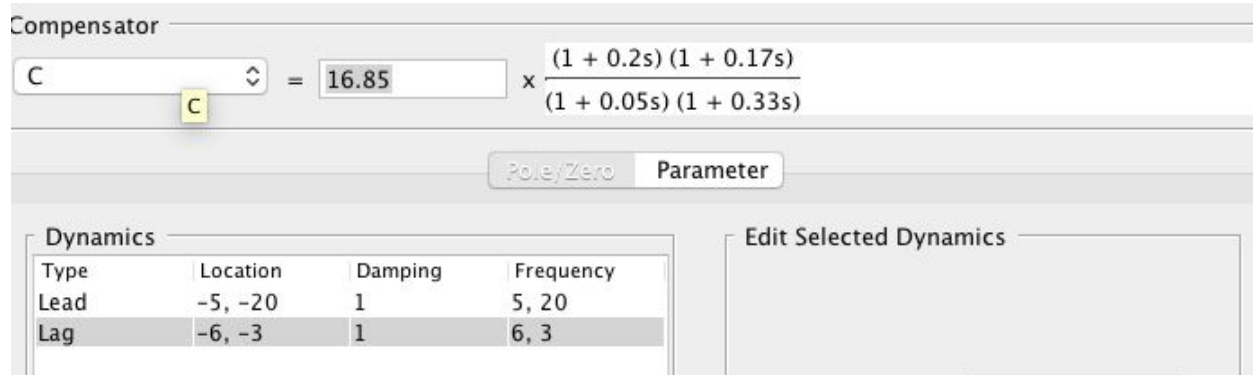 Compensator
C = 16.85 x (1 + 0.2s) (1 + 0.17s)
(1 + 0.05s) (1 + 0.33s)
C
Pole/Zero Parameter
Dynamics Edit Selected Dynamics
Type Location Damping Frequency
Lead -5, -20 1 5, 20
Lag -6, -3 1 6, 3